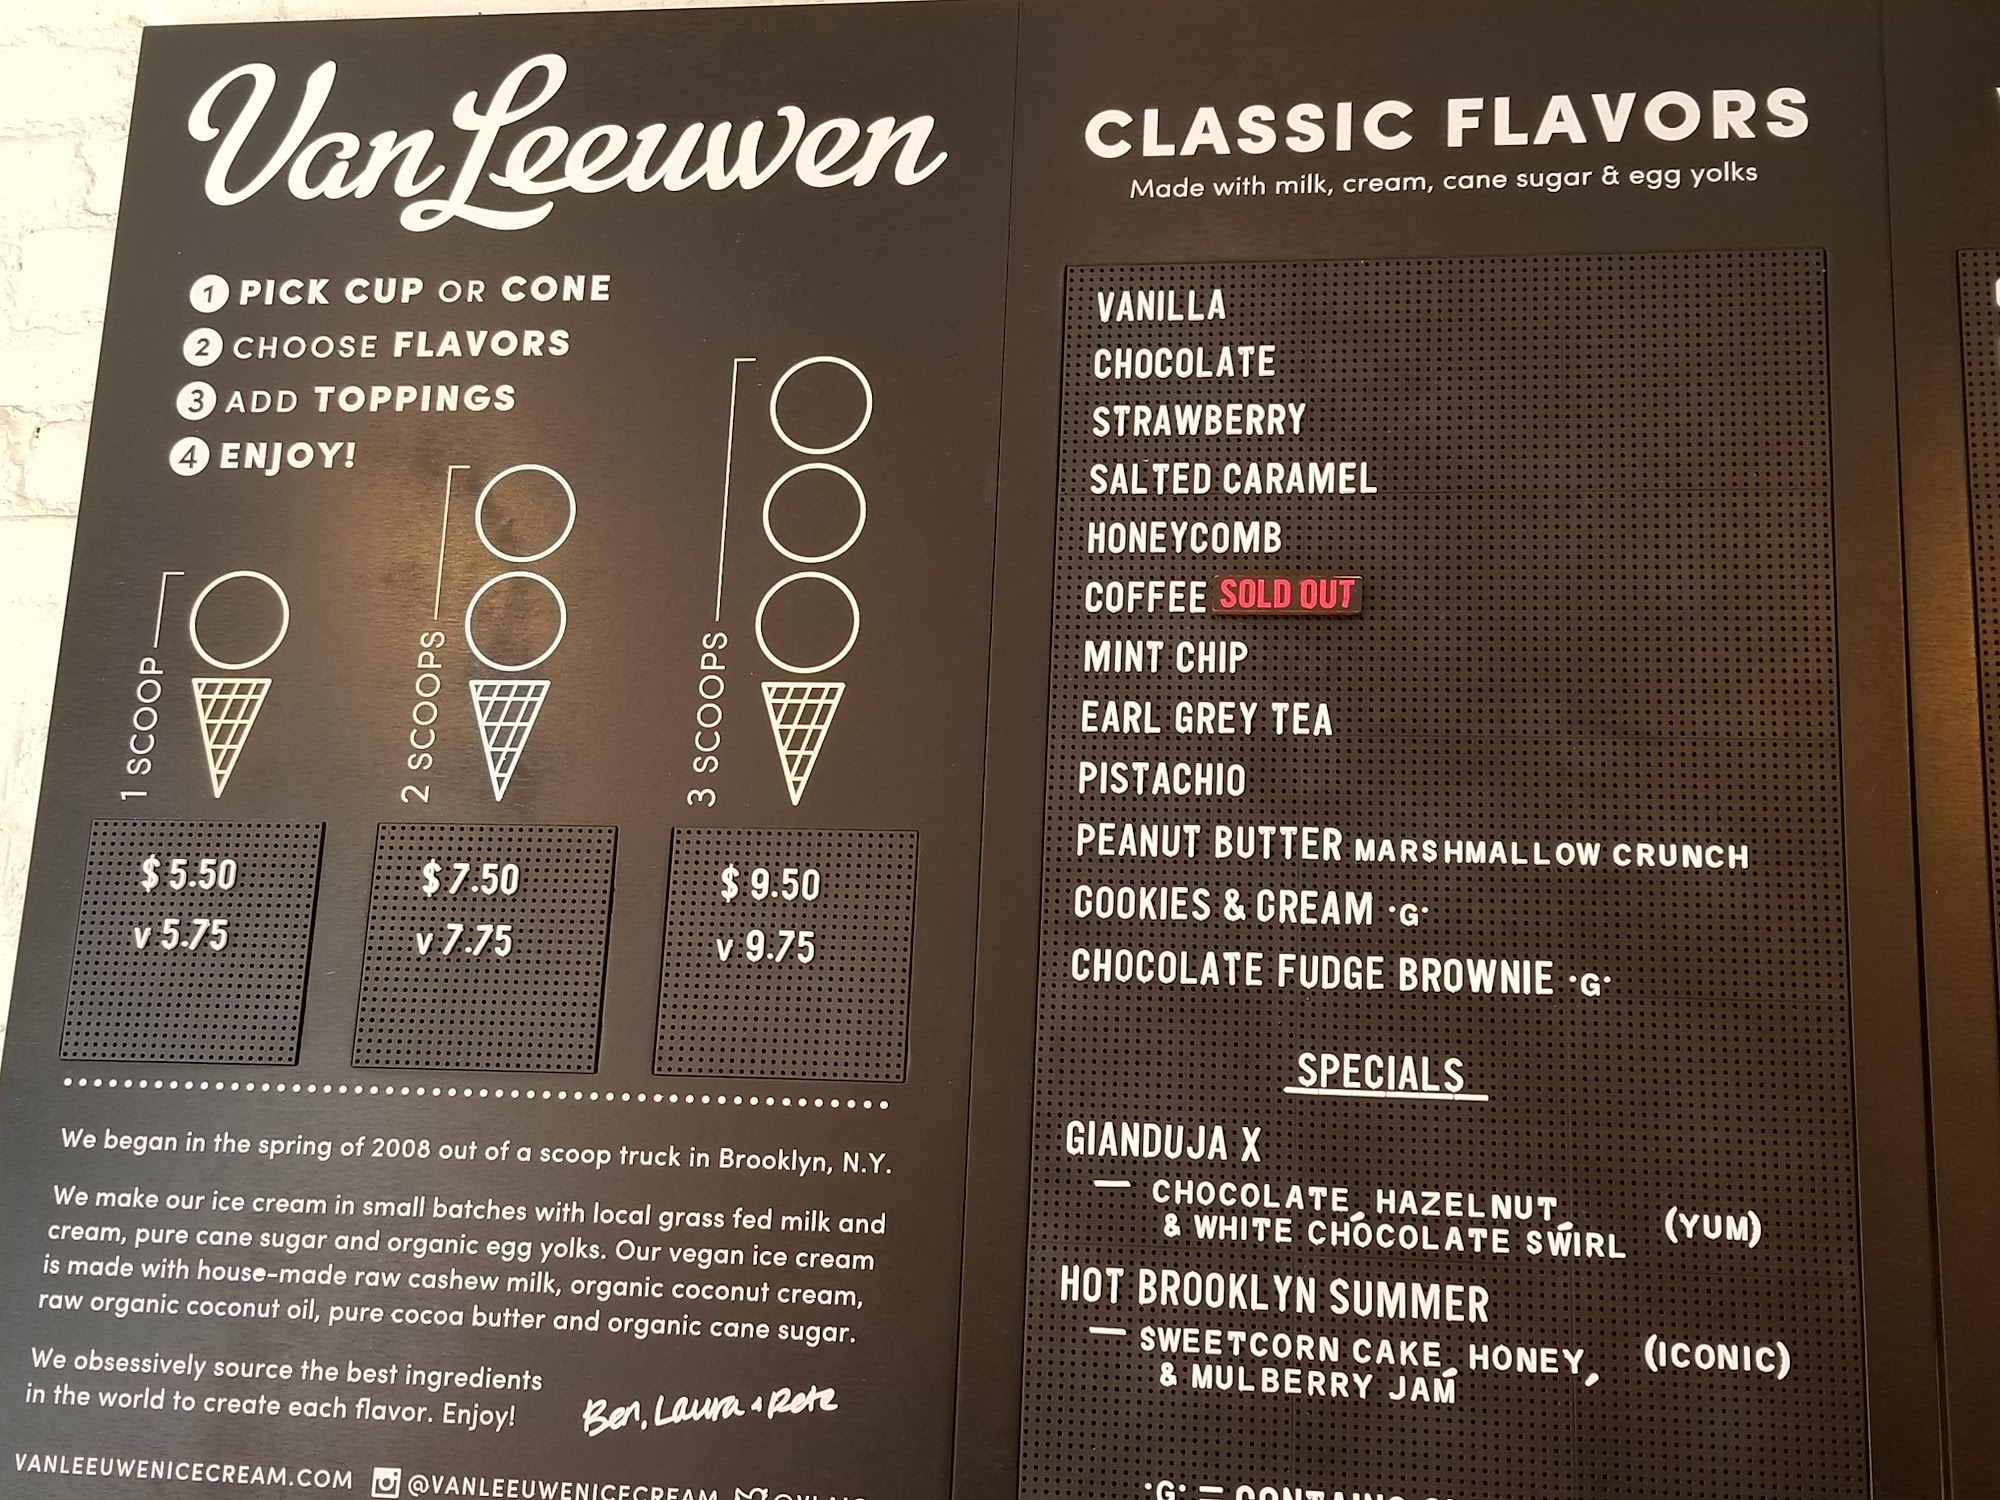 Van Leeuwen
1 PICK CUP OR CONE
2 CHOOSE FLAVORS
3 ADD TOPPINGS
4 ENJOY!
1 SCOOP
2 SCOOPS
3 SCOOPS
$5.50
v 5.75
$7.50
v 7.75
$9.50
v 9.75
We began in the spring of 2008 out of a scoop truck in Brooklyn, N.Y.
We make our ice cream in small batches with local grass fed milk and
cream, pure cane sugar and organic egg yolks. Our vegan ice cream
is made with house-made raw cashew milk, organic coconut cream,
raw organic coconut oil, pure cocoa butter and organic cane sugar.
We obsessively source the best ingredients
in the world to create each flavor. Enjoy!
Ben, Laura & Pete
VANLEEUWENICECREAM.COM @VANLEEUWENICECREAM
CLASSIC FLAVORS
Made with milk, cream, cane sugar & egg yolks
VANILLA
CHOCOLATE
STRAWBERRY
SALTED CARAMEL
HONEYCOMB
COFFEE SOLD OUT
MINT CHIP
EARL GREY TEA
PISTACHIO
PEANUT BUTTER MARSHMALLOW CRUNCH
COOKIES & CREAM ·G·
CHOCOLATE FUDGE BROWNIE ·G·
SPECIALS
GIANDUJA X
— CHOCOLATE, HAZELNUT, (YUM)
& WHITE CHOCOLATE SWIRL
HOT BROOKLYN SUMMER
— SWEETCORN CAKE, HONEY, (ICONIC)
& MULBERRY JAM
·G· = CONTAINS